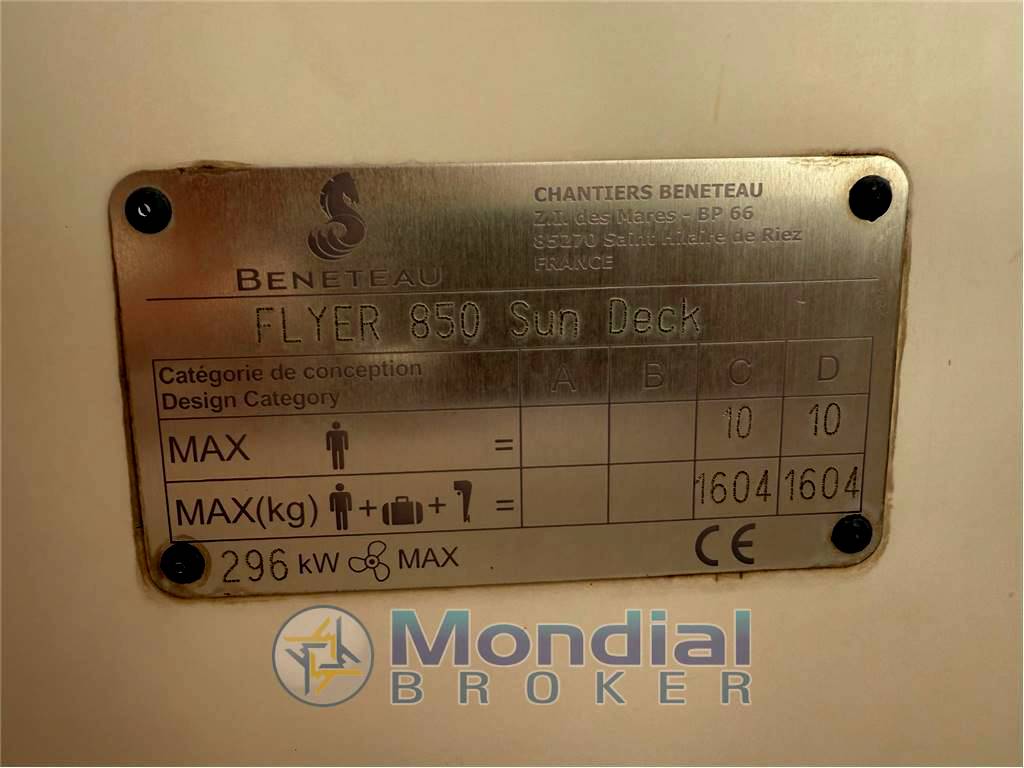 BENETEAU
CHANTIERS BENETEAU
Z.I. des Mares - BP 66
85270 Saint Hilaire de Riez
FRANCE
FLYER 850 Sun Deck
Catégorie de conception
Design Category
A B C D
MAX = 10 10
MAX(kg) + + = 1604 1604
296 kW MAX CE
Mondial
BROKER